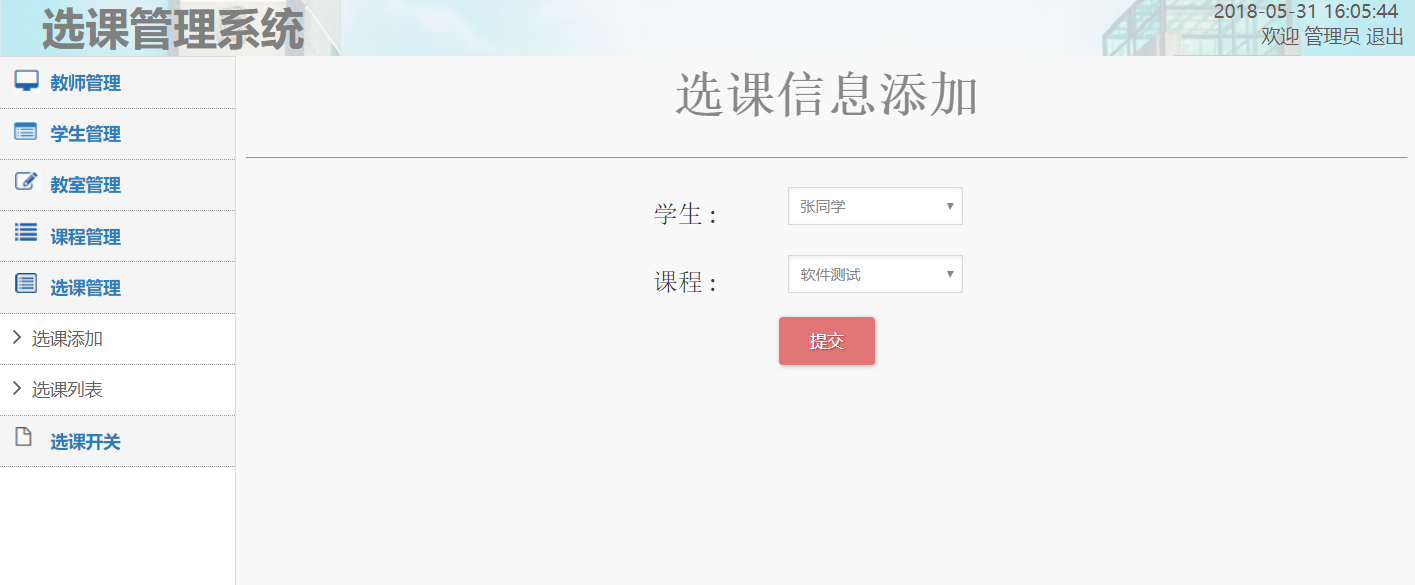 选课管理系统
2018-05-31 16:05:44
欢迎 管理员 退出
教师管理
学生管理
教室管理
课程管理
选课管理
选课添加
选课列表
选课开关
选课信息添加
学生：
张同学
课程：
软件测试
提交